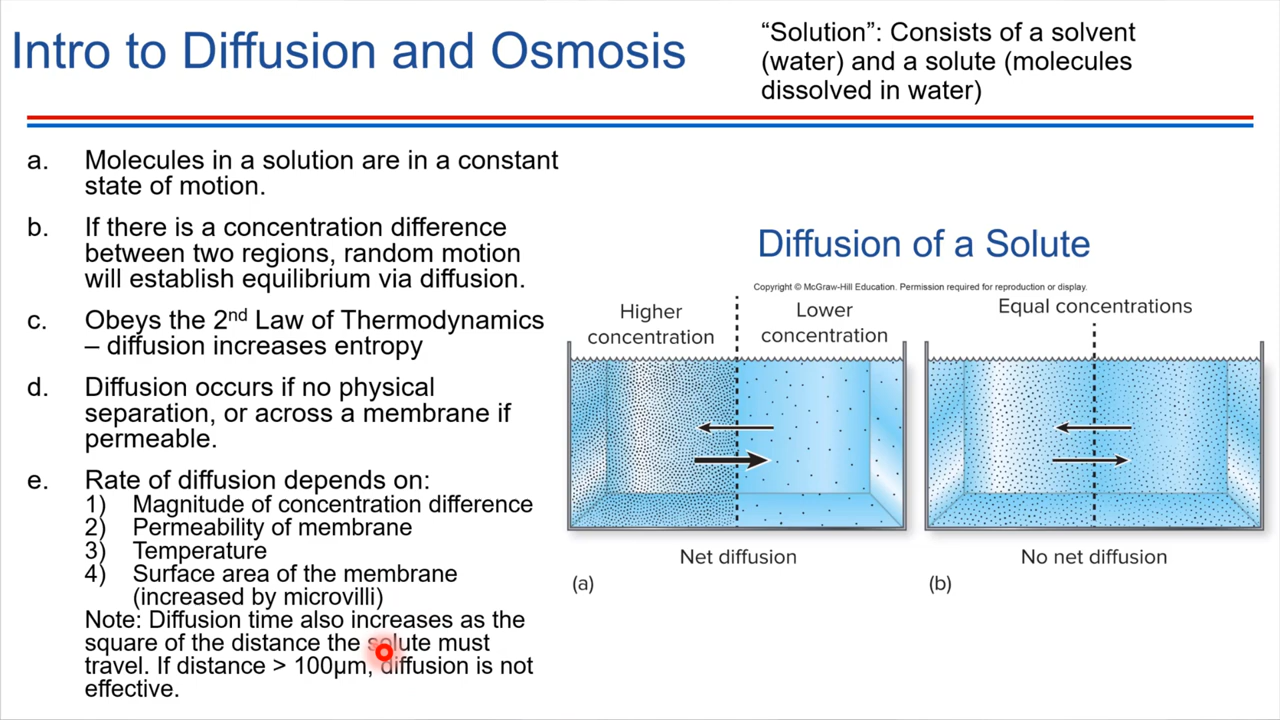 Intro to Diffusion and Osmosis
“Solution”: Consists of a solvent
(water) and a solute (molecules
dissolved in water)
a. Molecules in a solution are in a constant
state of motion.
b. If there is a concentration difference
between two regions, random motion
will establish equilibrium via diffusion.
c. Obeys the 2nd Law of Thermodynamics
– diffusion increases entropy
d. Diffusion occurs if no physical
separation, or across a membrane if
permeable.
e. Rate of diffusion depends on:
1) Magnitude of concentration difference
2) Permeability of membrane
3) Temperature
4) Surface area of the membrane
(increased by microvilli)
Note: Diffusion time also increases as the
square of the distance the solute must
travel. If distance > 100µm, diffusion is not
effective.
Diffusion of a Solute
Copyright © McGraw-Hill Education. Permission required for reproduction or display.
Higher
concentration
Lower
concentration
Equal concentrations
Net diffusion
No net diffusion
(a)
(b)